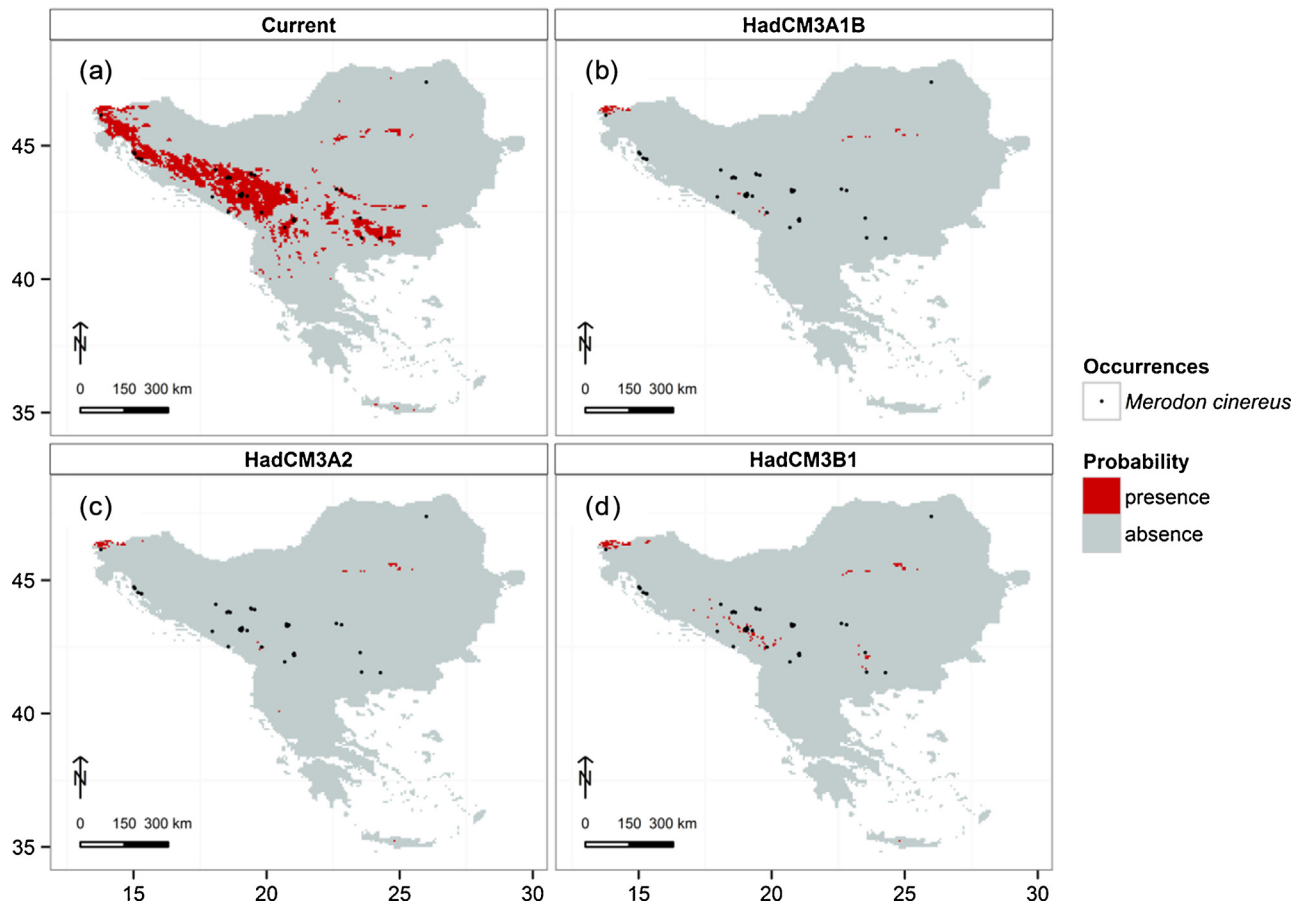 Current
HadCM3A1B
(a)
(b)
45
40
35
N
0 150 300 km
N
0 150 300 km
Occurrences
Merodon cinereus
Probability
presence
absence
HadCM3A2
HadCM3B1
(c)
(d)
45
40
35
N
0 150 300 km
N
0 150 300 km
15 20 25 30
15 20 25 30